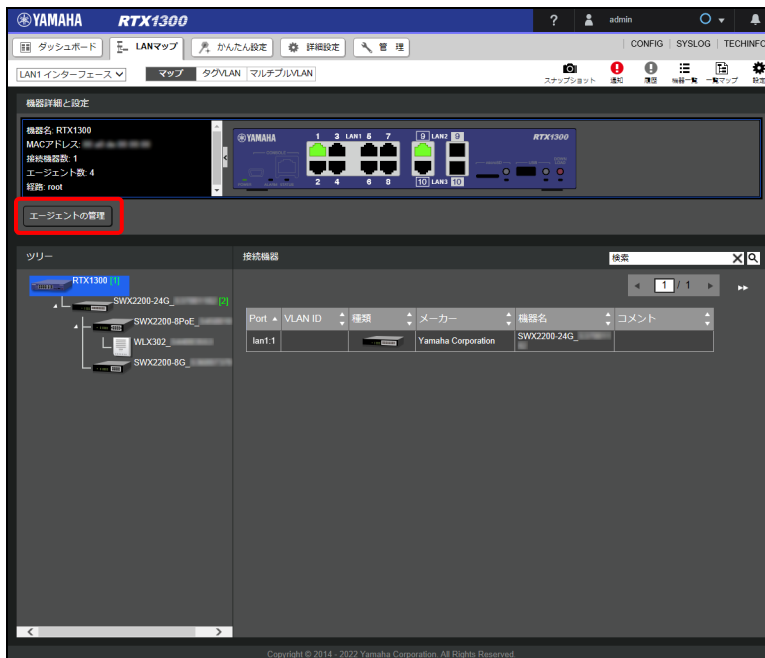 YAMAHA RTX1300 ? admin
ダッシュボード LANマップ かんたん設定 詳細設定 管 理 CONFIG SYSLOG TECHINFO
LAN1 インターフェース マップ タグVLAN マルチプルVLAN スナップショット 通知 履歴 機器一覧 一覧マップ 設定
機器詳細と設定
機器名: RTX1300
MACアドレス:
接続機器数: 1
エージェント数: 4
経路: root
YAMAHA 1 3 LAN1 5 7 9 LAN2 9 RTX1300
CONSOLE
POWER ALARM STATUS 2 4 6 8 10 LAN3 10
エージェントの管理
ツリー
RTX1300 [1]
SWX2200-24G_ [2]
SWX2200-8PoE_
WLX302_
SWX2200-8G_
接続機器 検索
1 / 1
Port VLAN ID 種類 メーカー 機器名 コメント
lan1:1 Yamaha Corporation SWX2200-24G_
Copyright © 2014 - 2022 Yamaha Corporation. All Rights Reserved.